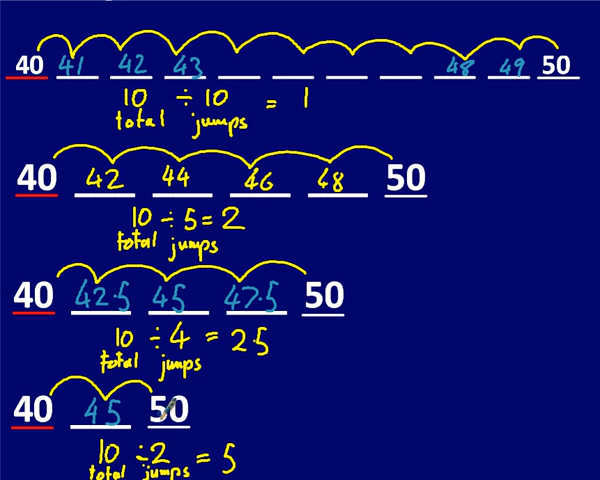 40 41 42 43 48 49 50
10 ÷ 10 = 1
total jumps
40 42 44 46 48 50
10 ÷ 5 = 2
total jumps
40 42.5 45 47.5 50
10 ÷ 4 = 2.5
total jumps
40 45 50
10 ÷ 2 = 5
total jumps